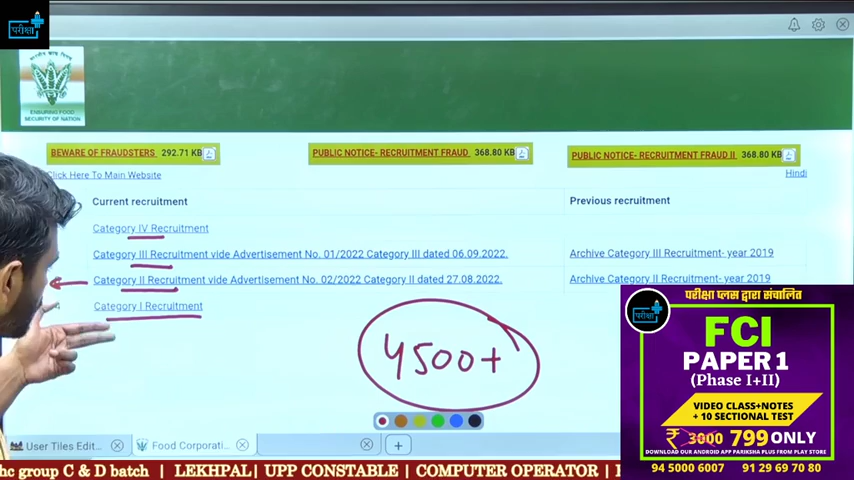 परीक्षा
ENSURING FOOD
SECURITY OF NATION
BEWARE OF FRAUDSTERS 292.71 KB
PUBLIC NOTICE- RECRUITMENT FRAUD 368.80 KB
PUBLIC NOTICE- RECRUITMENT FRAUD II 368.80 KB
Click Here To Main Website
Hindi
Current recruitment
Previous recruitment
Category IV Recruitment
Category III Recruitment vide Advertisement No. 01/2022 Category III dated 06.09.2022.
Archive Category III Recruitment- year 2019
Category II Recruitment vide Advertisement No. 02/2022 Category II dated 27.08.2022.
Archive Category II Recruitment- year 2019
Category I Recruitment
4500+
परीक्षा प्लस द्वारा संचालित
परीक्षा
FCI
PAPER 1
(Phase I+II)
VIDEO CLASS+NOTES
+ 10 SECTIONAL TEST
₹ 3000 799 ONLY
DOWNLOAD OUR ANDROID APP PARIKSHA PLUS FROM PLAY STORE
94 5000 6007 91 29 69 70 80
User Tiles Edit...
Food Corporati...
hc group C & D batch | LEKHPAL| UPP CONSTABLE | COMPUTER OPERATOR |